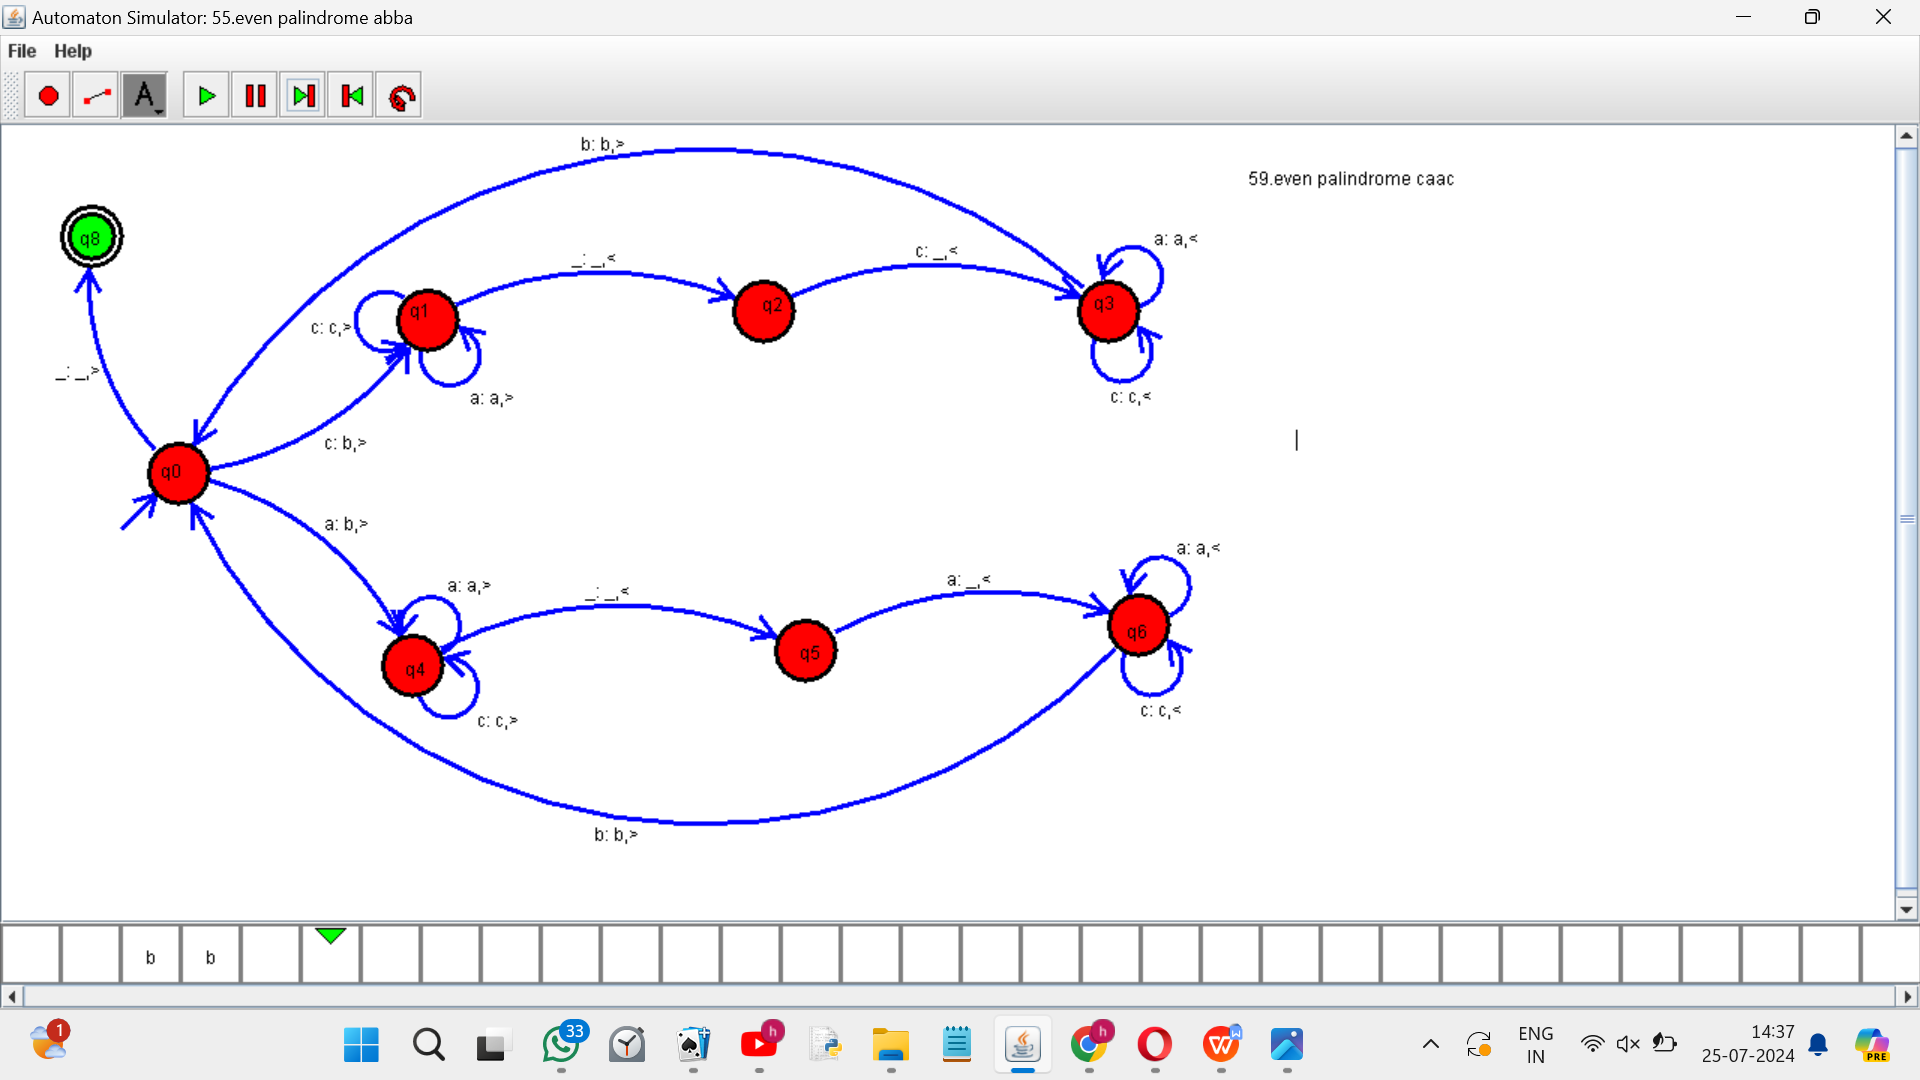 Automaton Simulator: 55.even palindrome abba
File Help
A
b: b,>
59.even palindrome caac
q8
a: a,<
_: _,<
c: _,<
q1
q2
q3
c: c,>
_: _,>
a: a,>
c: c,<
c: b,>
q0
a: b,>
a: a,<
a: a,>
_: _,<
a: _,<
q4
q5
q6
c: c,>
c: c,<
b: b,>
b b
1
33
h
h
W
ENG
IN
14:37
25-07-2024
PRE